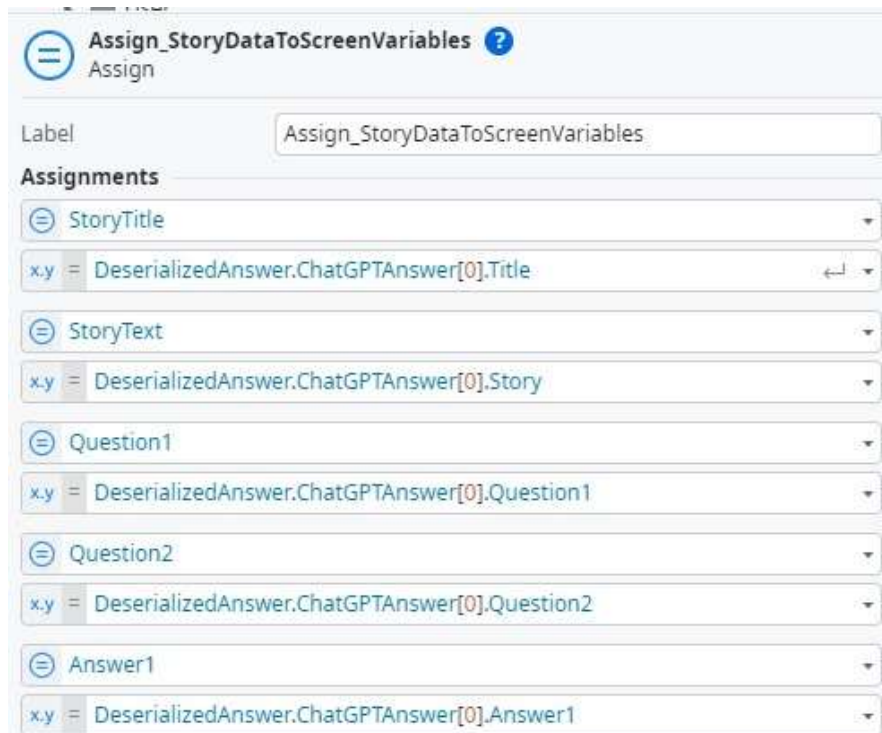 Assign_StoryDataToScreenVariables ?
Assign
Label Assign_StoryDataToScreenVariables
Assignments
StoryTitle
x.y = DeserializedAnswer.ChatGPTAnswer[0].Title
StoryText
x.y = DeserializedAnswer.ChatGPTAnswer[0].Story
Question1
x.y = DeserializedAnswer.ChatGPTAnswer[0].Question1
Question2
x.y = DeserializedAnswer.ChatGPTAnswer[0].Question2
Answer1
x.y = DeserializedAnswer.ChatGPTAnswer[0].Answer1